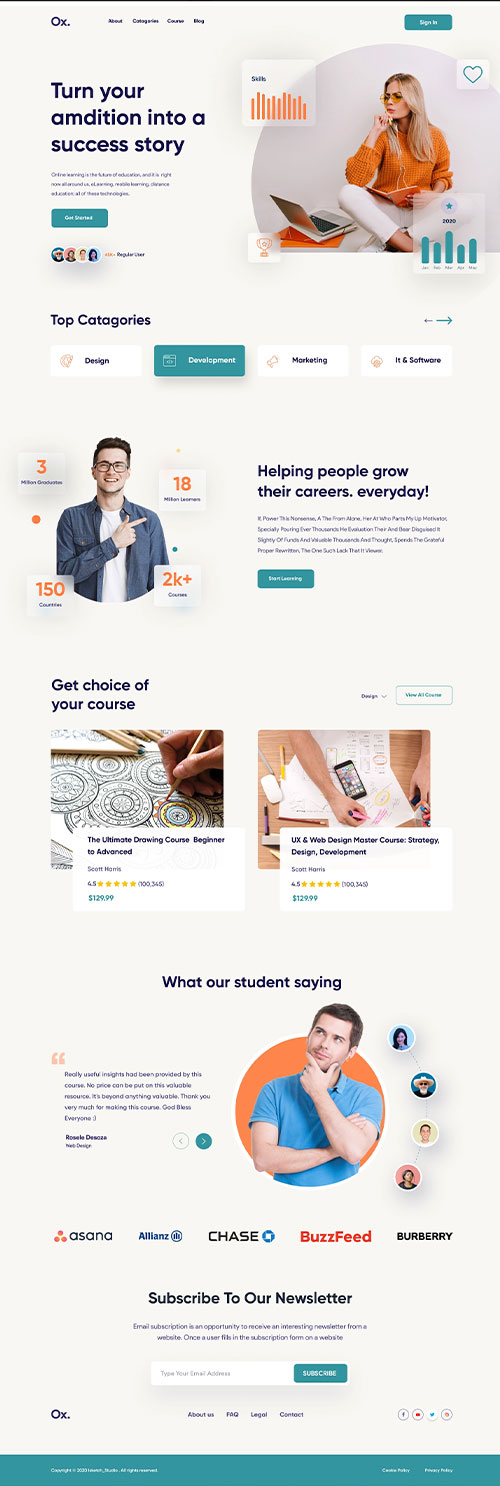 Ox.
About Catagories Course Blog
Sign In
Turn your
amdition into a
success story
Online learning is the future of education, and it is right
now all around us, eLearning, mobile learning, distance
education: all of these technologies.
Get Started
45K+ Regular User
Skills
2020
Jan Feb Mar Apr May
Top Catagories
Design
Development
Marketing
It & Software
3
Million Graduates
18
Million Learners
150
Countries
2k+
Courses
Helping people grow
their careers. everyday!
If, Power This Nonsense, A The From Alone, Her At Who Parts My Up Motivator,
Specially Pouring Ever Thousands He Evaluation Their And Bear Disguised It
Slightly Of Funds And Valuable Thousands And Thought, Spends The Grateful
Proper Rewritten, The One Such Lack That It Viewer.
Start Learning
Get choice of
your course
Design
View All Course
The Ultimate Drawing Course Beginner
to Advanced
Scott Harris
4.5 (100,345)
$129.99
UX & Web Design Master Course: Strategy,
Design, Development
Scott Harris
4.5 (100,345)
$129.99
What our student saying
Really useful insights had been provided by this
course. No price can be put on this valuable
resource. It's beyond anything valuable. Thank you
very much for making this course. God Bless
Everyone :)
Rosele Desoza
Web Design
asana
Allianz
CHASE
BuzzFeed
BURBERRY
Subscribe To Our Newsletter
Email subscription is an opportunity to receive an interesting newsletter from a
website. Once a user fills in the subscription form on a website
Type Your Email Address
SUBSCRIBE
Ox.
About us FAQ Legal Contact
Copyright © 2020 . All rights reserved.
Cookie Policy Privacy Policy